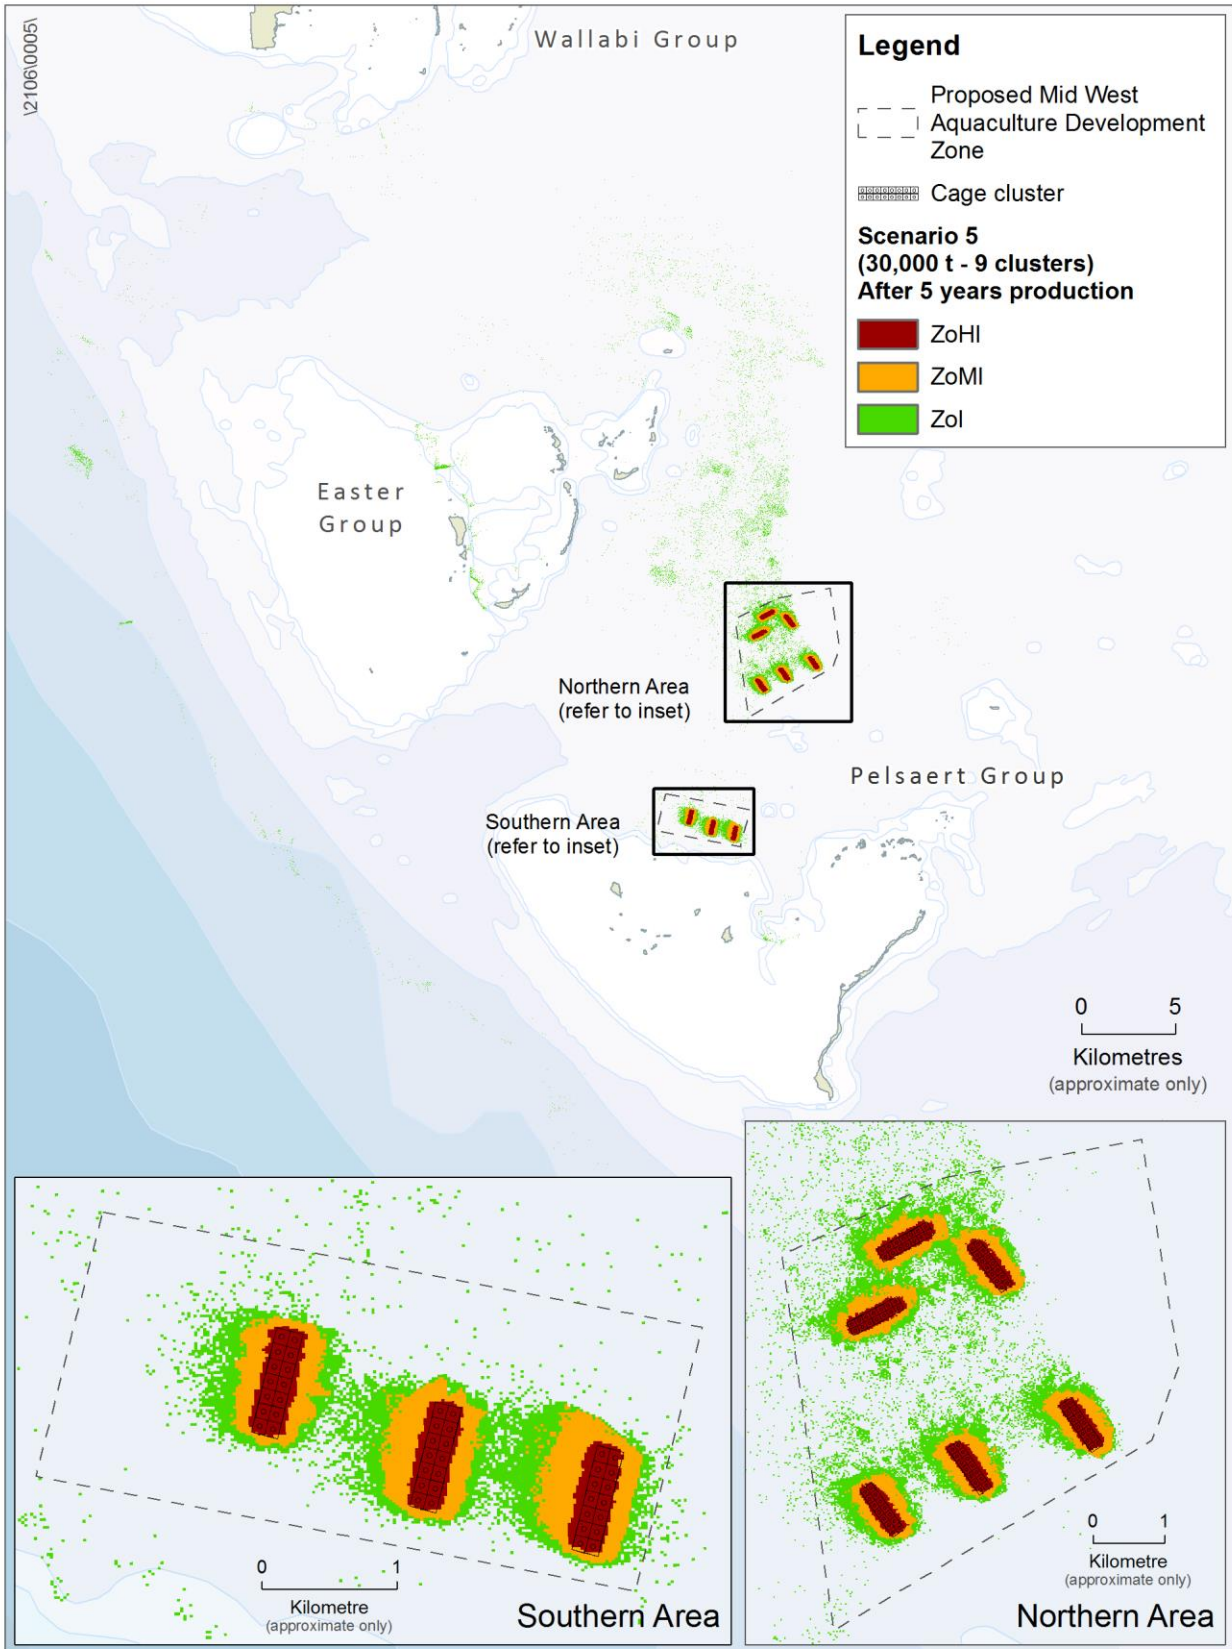 \2106\0005\
Wallabi Group
Legend
Proposed Mid West
Aquaculture Development
Zone
Cage cluster
Scenario 5
(30,000 t - 9 clusters)
After 5 years production
ZoHI
ZoMI
ZoI
Easter
Group
Northern Area
(refer to inset)
Pelsaert Group
Southern Area
(refer to inset)
0 5
Kilometres
(approximate only)
0 1
Kilometre
(approximate only)
Southern Area
0 1
Kilometre
(approximate only)
Northern Area